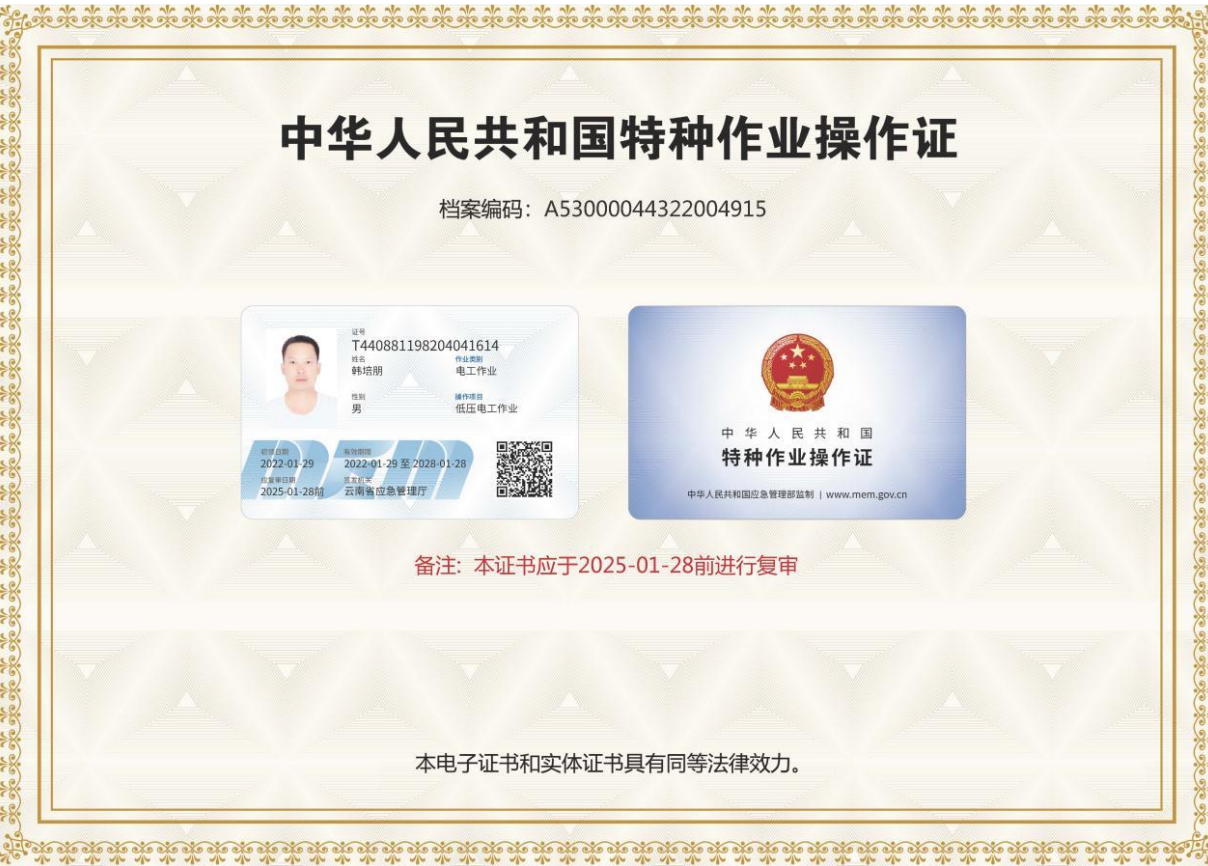 中华人民共和国特种作业操作证
档案编码：A53000044322004915
证号
T440881198204041614
姓名 作业类别
韩培朋 电工作业
性别 操作项目
男 低压电工作业
初领日期 有效期限
2022-01-29 2022-01-29 至 2028-01-28
应复审日期 签发机关
2025-01-28前 云南省应急管理厅
MEM
中华人民共和国
特种作业操作证
中华人民共和国应急管理部监制 | www.mem.gov.cn
备注: 本证书应于2025-01-28前进行复审
本电子证书和实体证书具有同等法律效力。